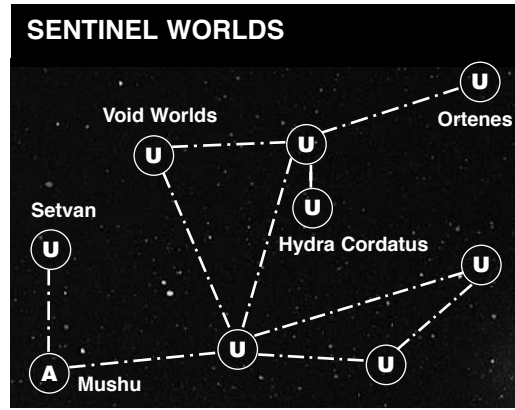 SENTINEL WORLDS
U
Ortenes
Void Worlds
U
U
U
Hydra Cordatus
Setvan
U
U
U
U
A
Mushu